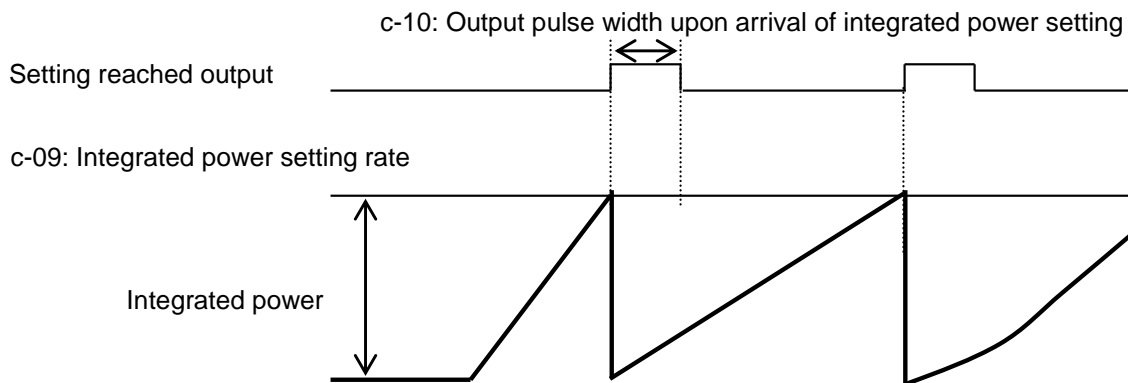 c-10: Output pulse width upon arrival of integrated power setting
Setting reached output
c-09: Integrated power setting rate
Integrated power